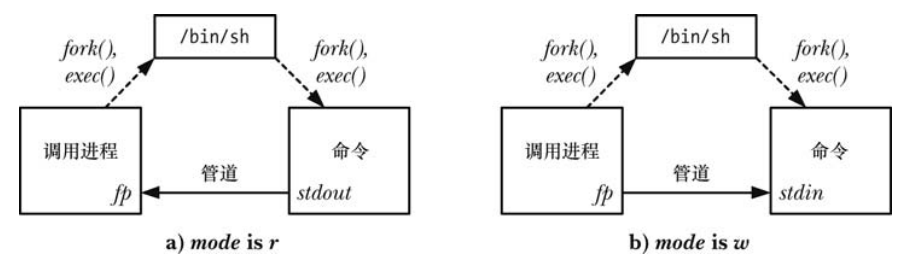 /bin/sh
fork(),
exec()
fork(),
exec()
调用进程
命令
管道
fp
stdout
a) mode is r
/bin/sh
fork(),
exec()
fork(),
exec()
调用进程
命令
管道
fp
stdin
b) mode is w